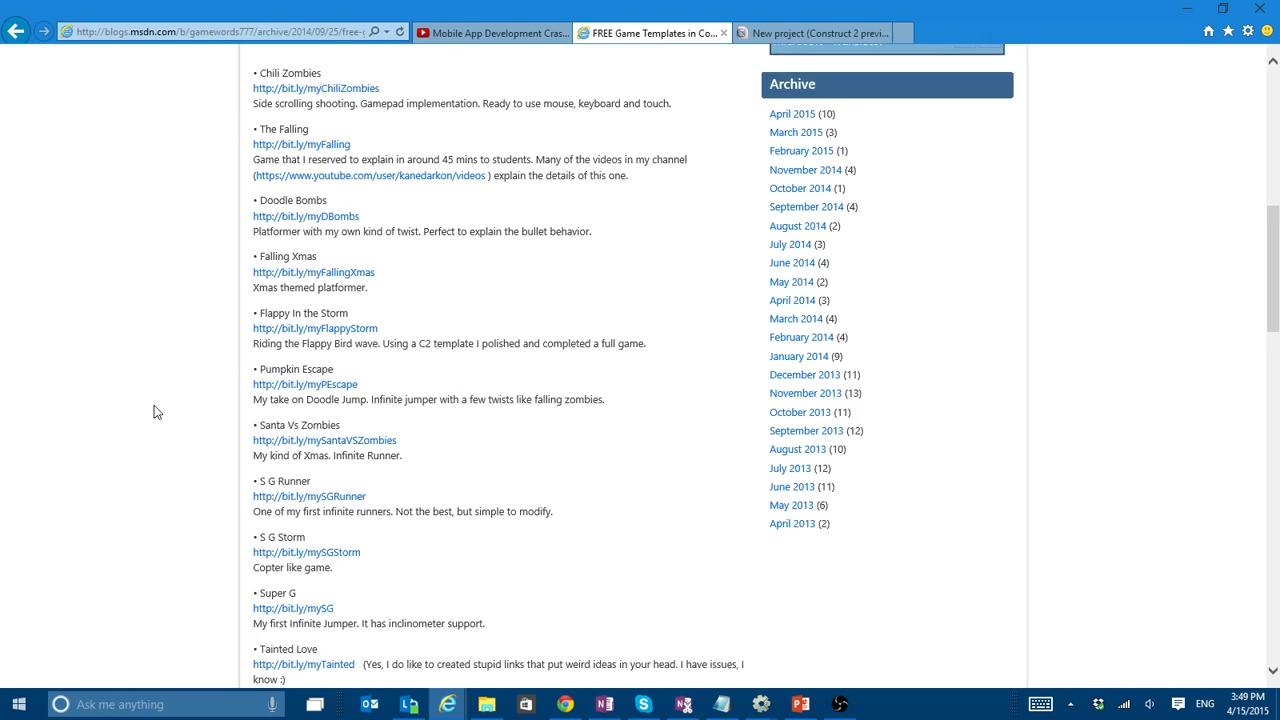 http://blogs.msdn.com/b/gamewords777/archive/2014/09/25/free-g
Mobile App Development Cras...
FREE Game Templates in Co...
New project (Construct 2 previ...
• Chili Zombies
http://bit.ly/myChiliZombies
Side scrolling shooting. Gamepad implementation. Ready to use mouse, keyboard and touch.
• The Falling
http://bit.ly/myFalling
Game that I reserved to explain in around 45 mins to students. Many of the videos in my channel
(https://www.youtube.com/user/kanedarkon/videos ) explain the details of this one.
• Doodle Bombs
http://bit.ly/myDBombs
Platformer with my own kind of twist. Perfect to explain the bullet behavior.
• Falling Xmas
http://bit.ly/myFallingXmas
Xmas themed platformer.
• Flappy In the Storm
http://bit.ly/myFlappyStorm
Riding the Flappy Bird wave. Using a C2 template I polished and completed a full game.
• Pumpkin Escape
http://bit.ly/myPEscape
My take on Doodle Jump. Infinite jumper with a few twists like falling zombies.
• Santa Vs Zombies
http://bit.ly/mySantaVSZombies
My kind of Xmas. Infinite Runner.
• S G Runner
http://bit.ly/mySGRunner
One of my first infinite runners. Not the best, but simple to modify.
• S G Storm
http://bit.ly/mySGStorm
Copter like game.
• Super G
http://bit.ly/mySG
My first Infinite Jumper. It has inclinometer support.
• Tainted Love
http://bit.ly/myTainted (Yes, I do like to created stupid links that put weird ideas in your head. I have issues, I
know :)
Archive
April 2015 (10)
March 2015 (3)
February 2015 (1)
November 2014 (4)
October 2014 (1)
September 2014 (4)
August 2014 (2)
July 2014 (3)
June 2014 (4)
May 2014 (2)
April 2014 (3)
March 2014 (4)
February 2014 (4)
January 2014 (9)
December 2013 (11)
November 2013 (13)
October 2013 (11)
September 2013 (12)
August 2013 (10)
July 2013 (12)
June 2013 (11)
May 2013 (6)
April 2013 (2)
Ask me anything
ENG
3:49 PM
4/15/2015